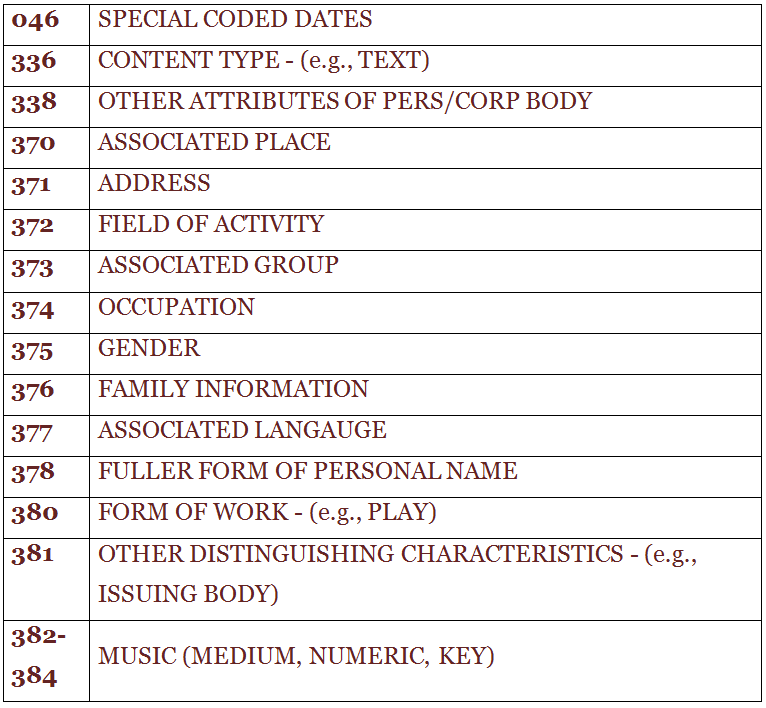 046 SPECIAL CODED DATES
336 CONTENT TYPE - (e.g., TEXT)
338 OTHER ATTRIBUTES OF PERS/CORP BODY
370 ASSOCIATED PLACE
371 ADDRESS
372 FIELD OF ACTIVITY
373 ASSOCIATED GROUP
374 OCCUPATION
375 GENDER
376 FAMILY INFORMATION
377 ASSOCIATED LANGAUGE
378 FULLER FORM OF PERSONAL NAME
380 FORM OF WORK - (e.g., PLAY)
381 OTHER DISTINGUISHING CHARACTERISTICS - (e.g.,
ISSUING BODY)
382-
384
MUSIC (MEDIUM, NUMERIC, KEY)